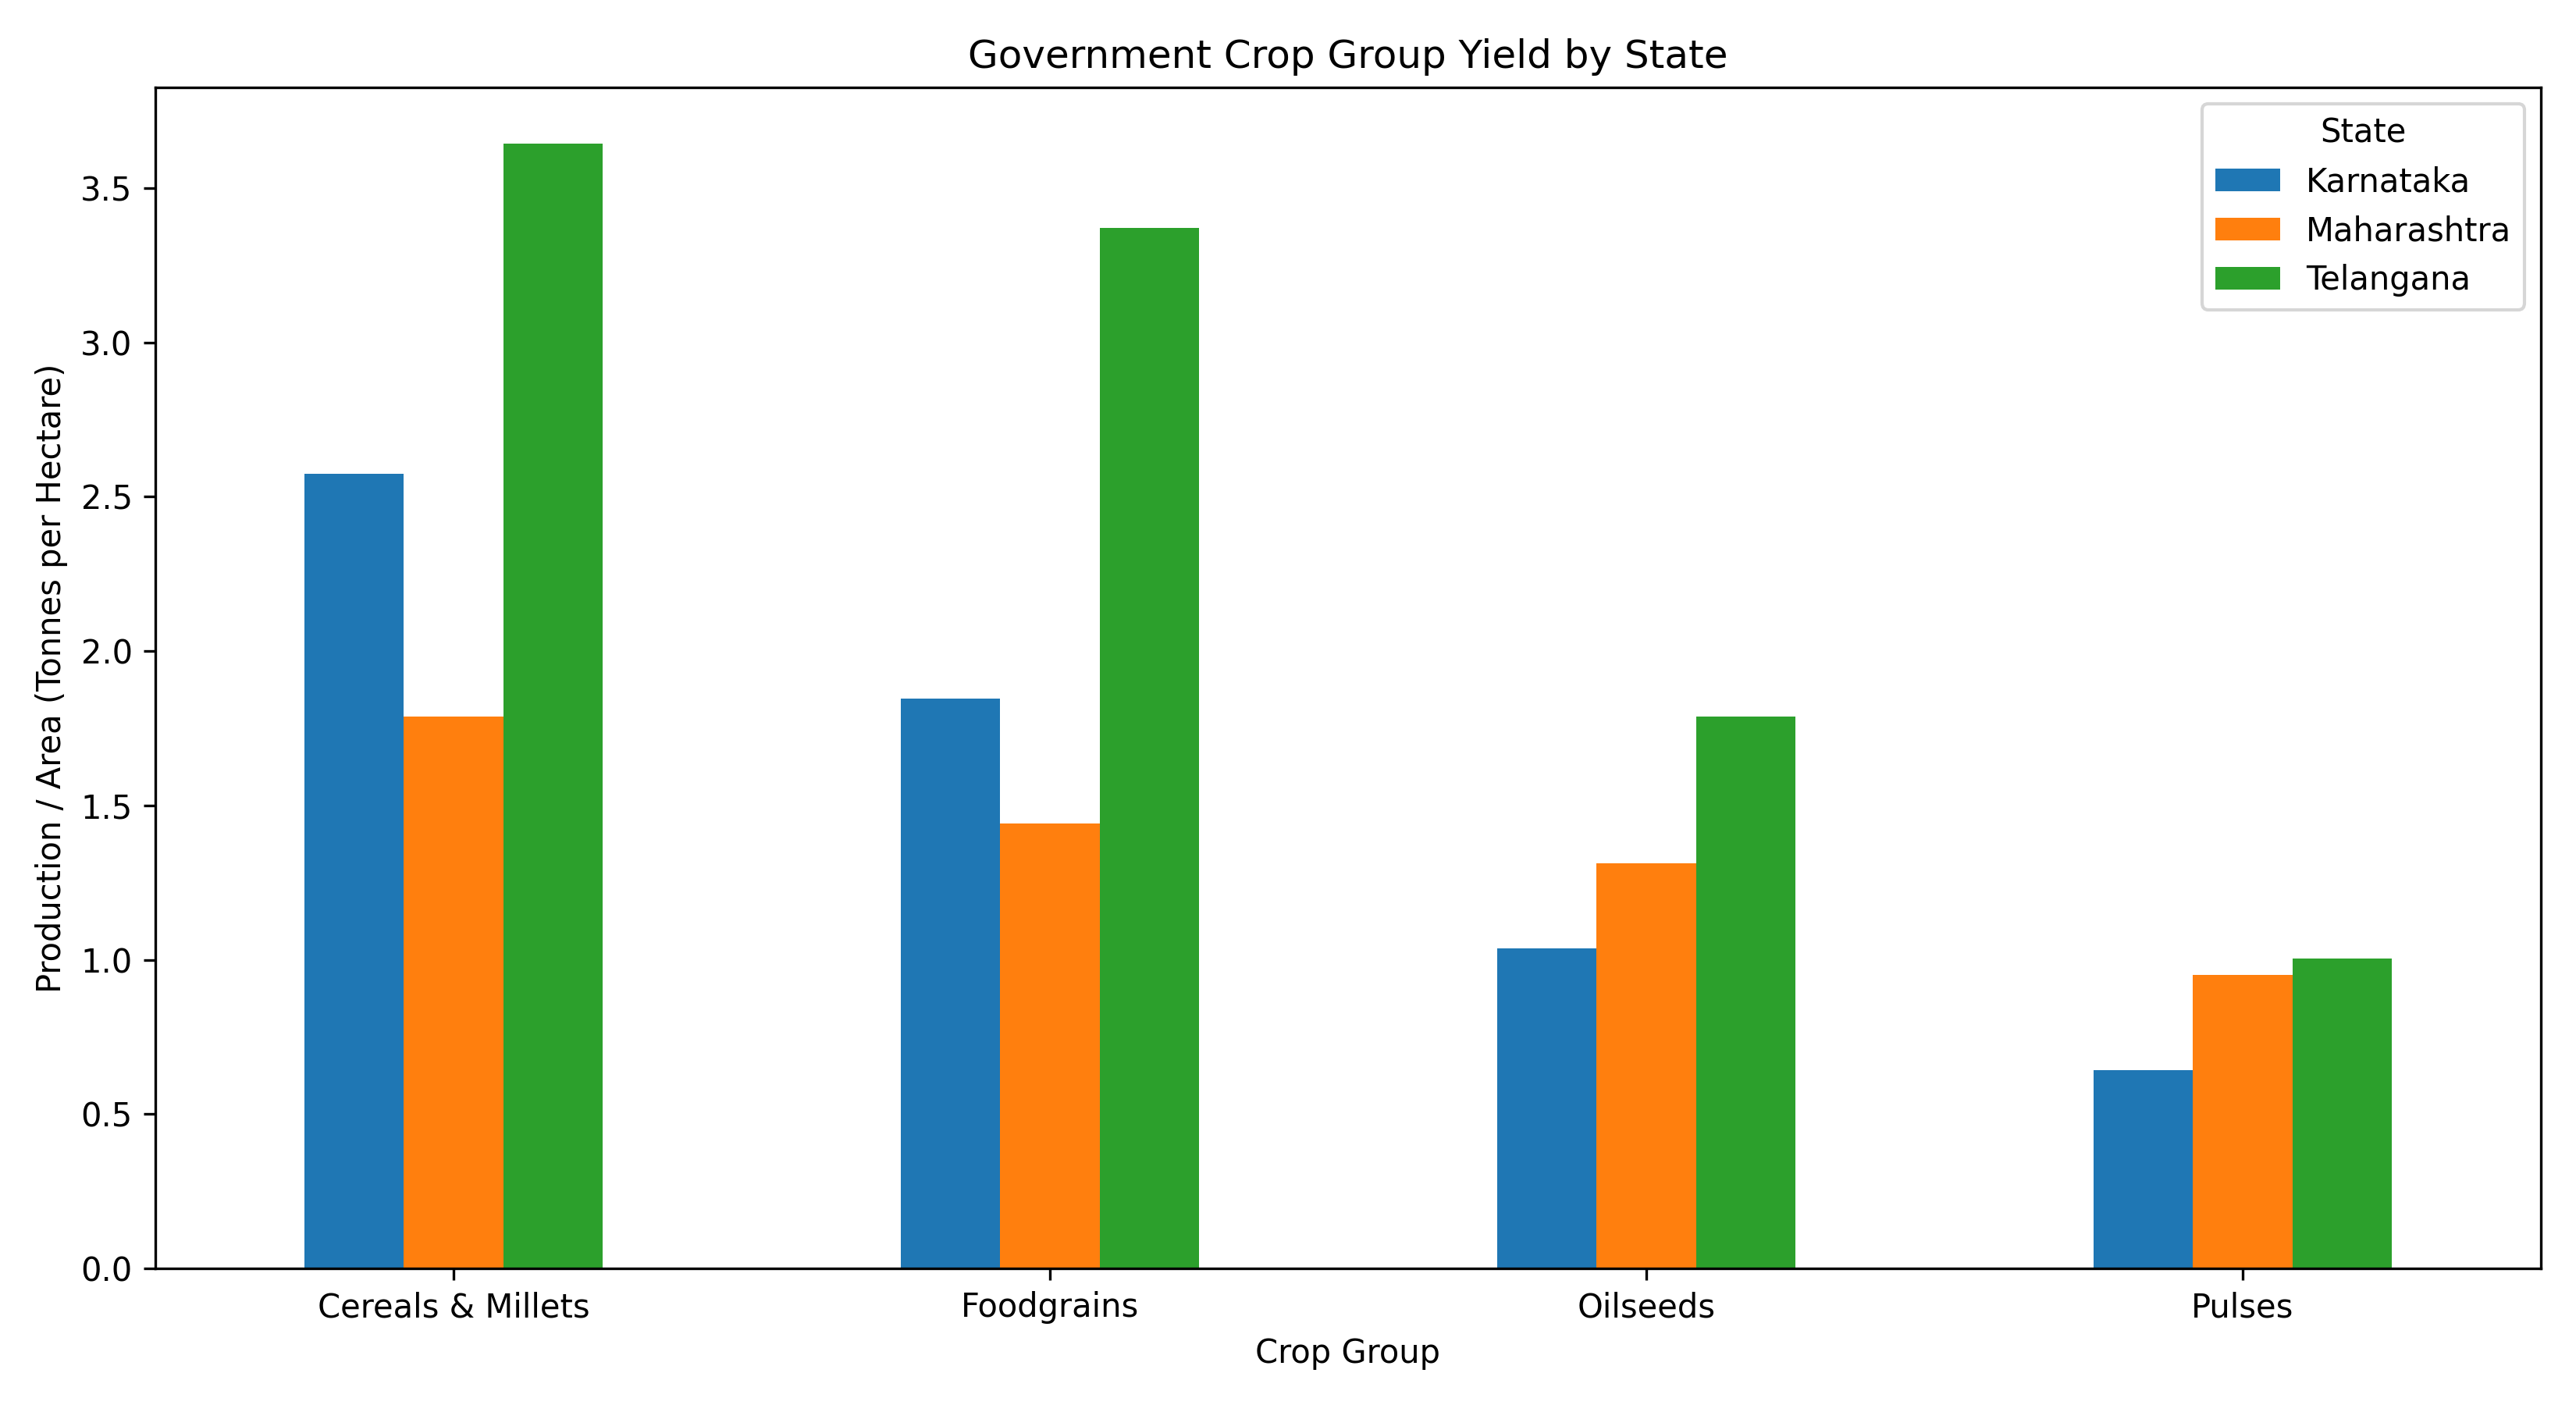 Government Crop Group Yield by State
State
Karnataka
Maharashtra
Telangana
Production / Area (Tonnes per Hectare)
3.5
3.0
2.5
2.0
1.5
1.0
0.5
0.0
Cereals & Millets
Foodgrains
Oilseeds
Pulses
Crop Group